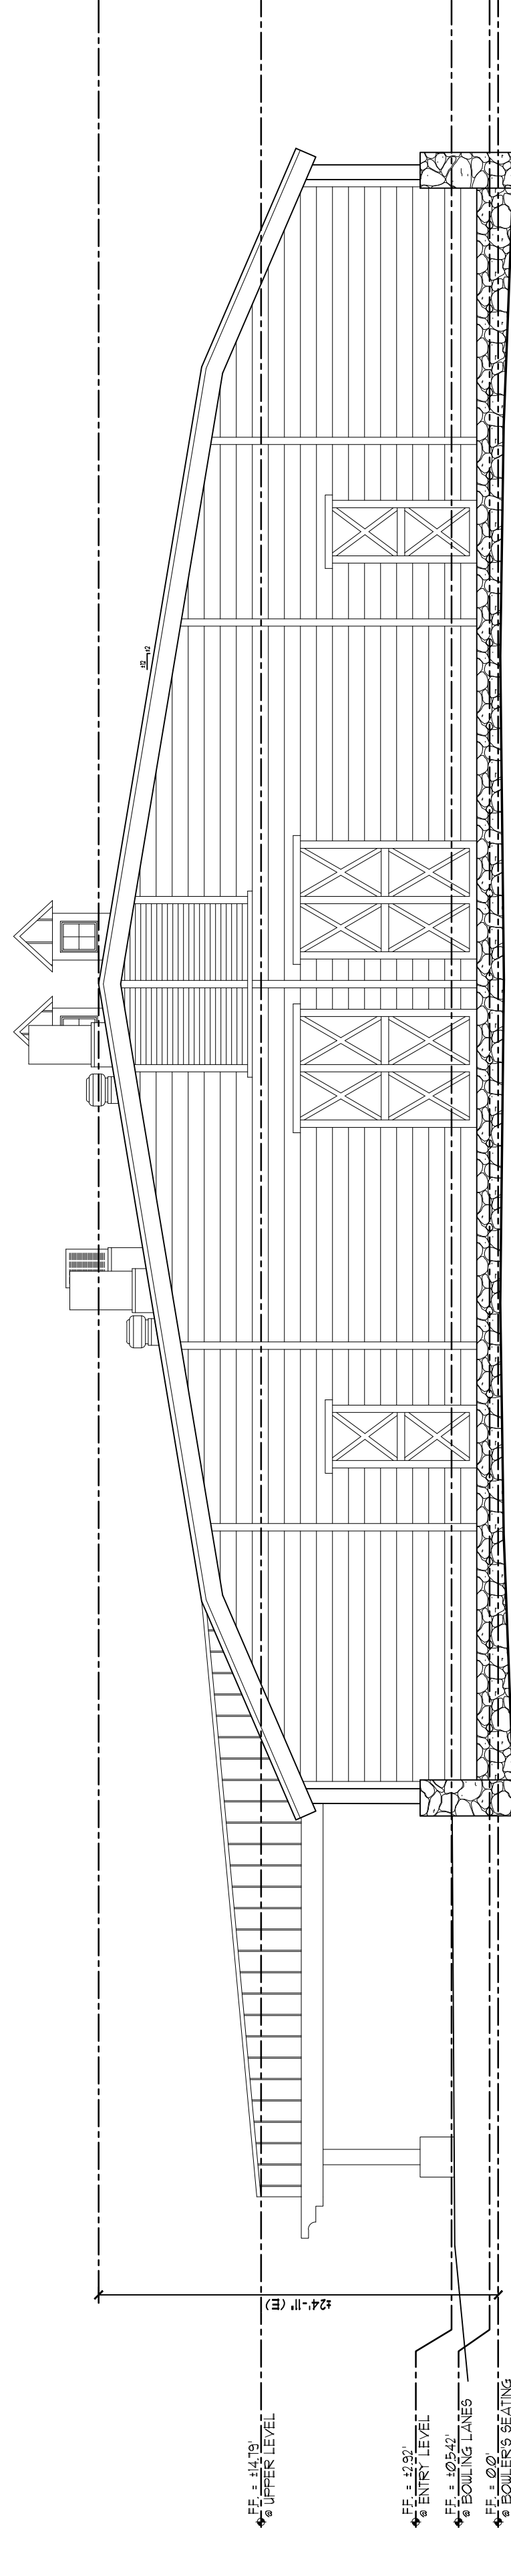 ±12
±2
±24'-11" (E)
F.F. = ±14.79'
@ UPPER LEVEL
F.F. = ±2.92'
@ ENTRY LEVEL
F.F. = ±0.542'
@ BOWLING LANES
F.F. = 0.0'
@ BOWLER'S SEATING